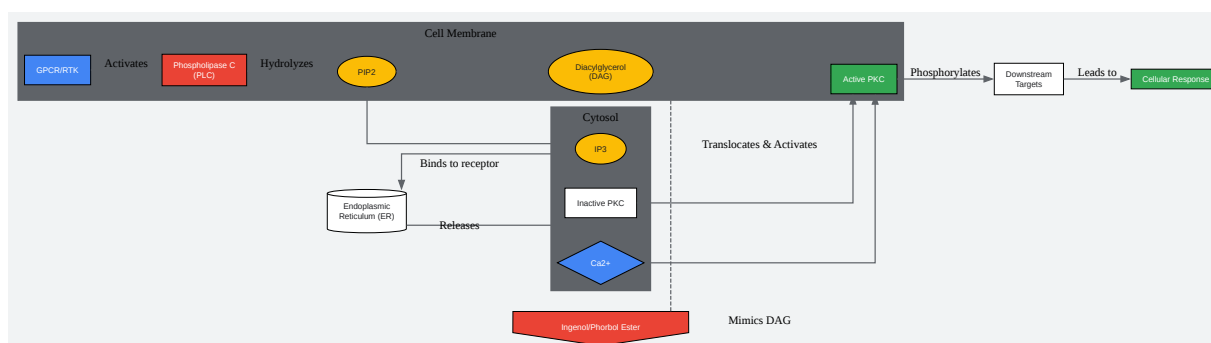 Cell Membrane
GPCR/RTK
Activates
Phospholipase C
(PLC)
Hydrolyzes
PIP2
Diacylglycerol
(DAG)
Active PKC
Phosphorylates
Downstream
Targets
Leads to
Cellular Response
Cytosol
IP3
Translocates & Activates
Binds to receptor
Endoplasmic
Reticulum (ER)
Inactive PKC
Releases
Ca2+
Ingenol/Phorbol Ester
Mimics DAG